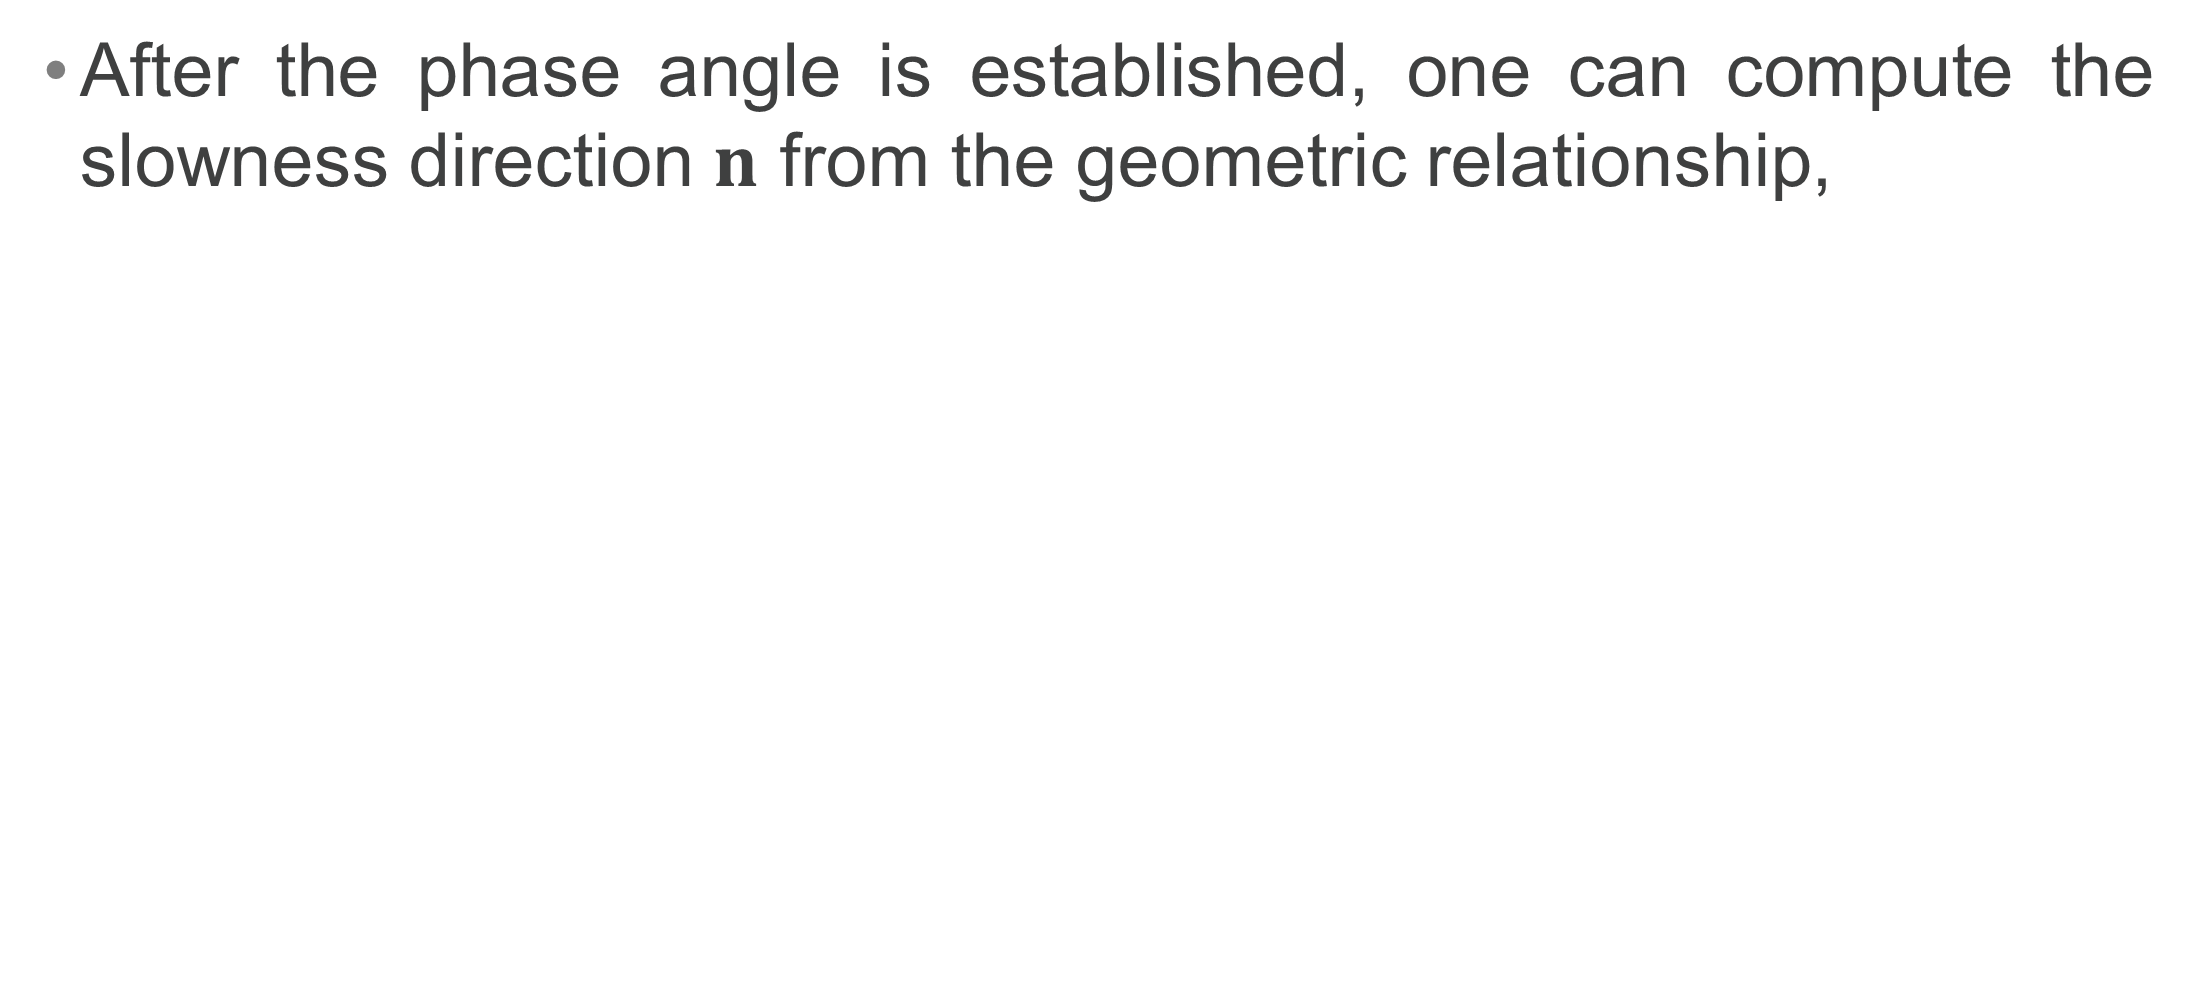 • After the phase angle is established, one can compute the
slowness direction n from the geometric relationship,